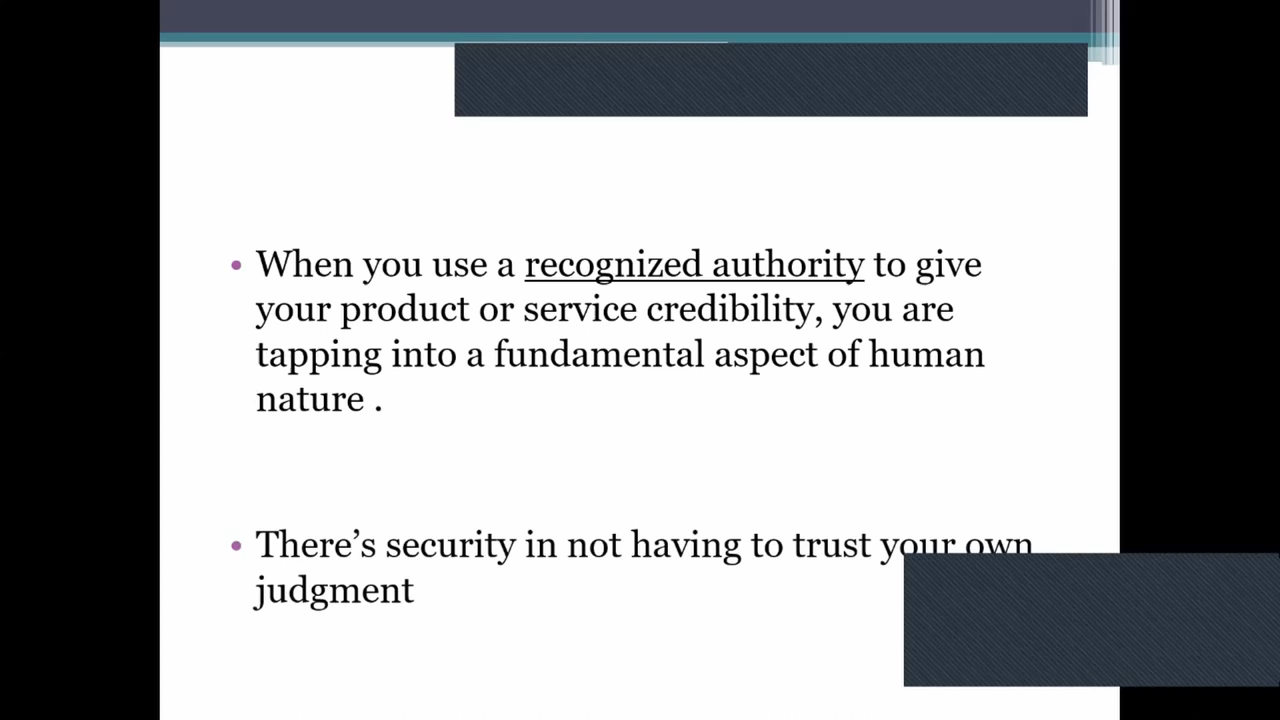 • When you use a recognized authority to give
your product or service credibility, you are
tapping into a fundamental aspect of human
nature .
• There’s security in not having to trust your own
judgment